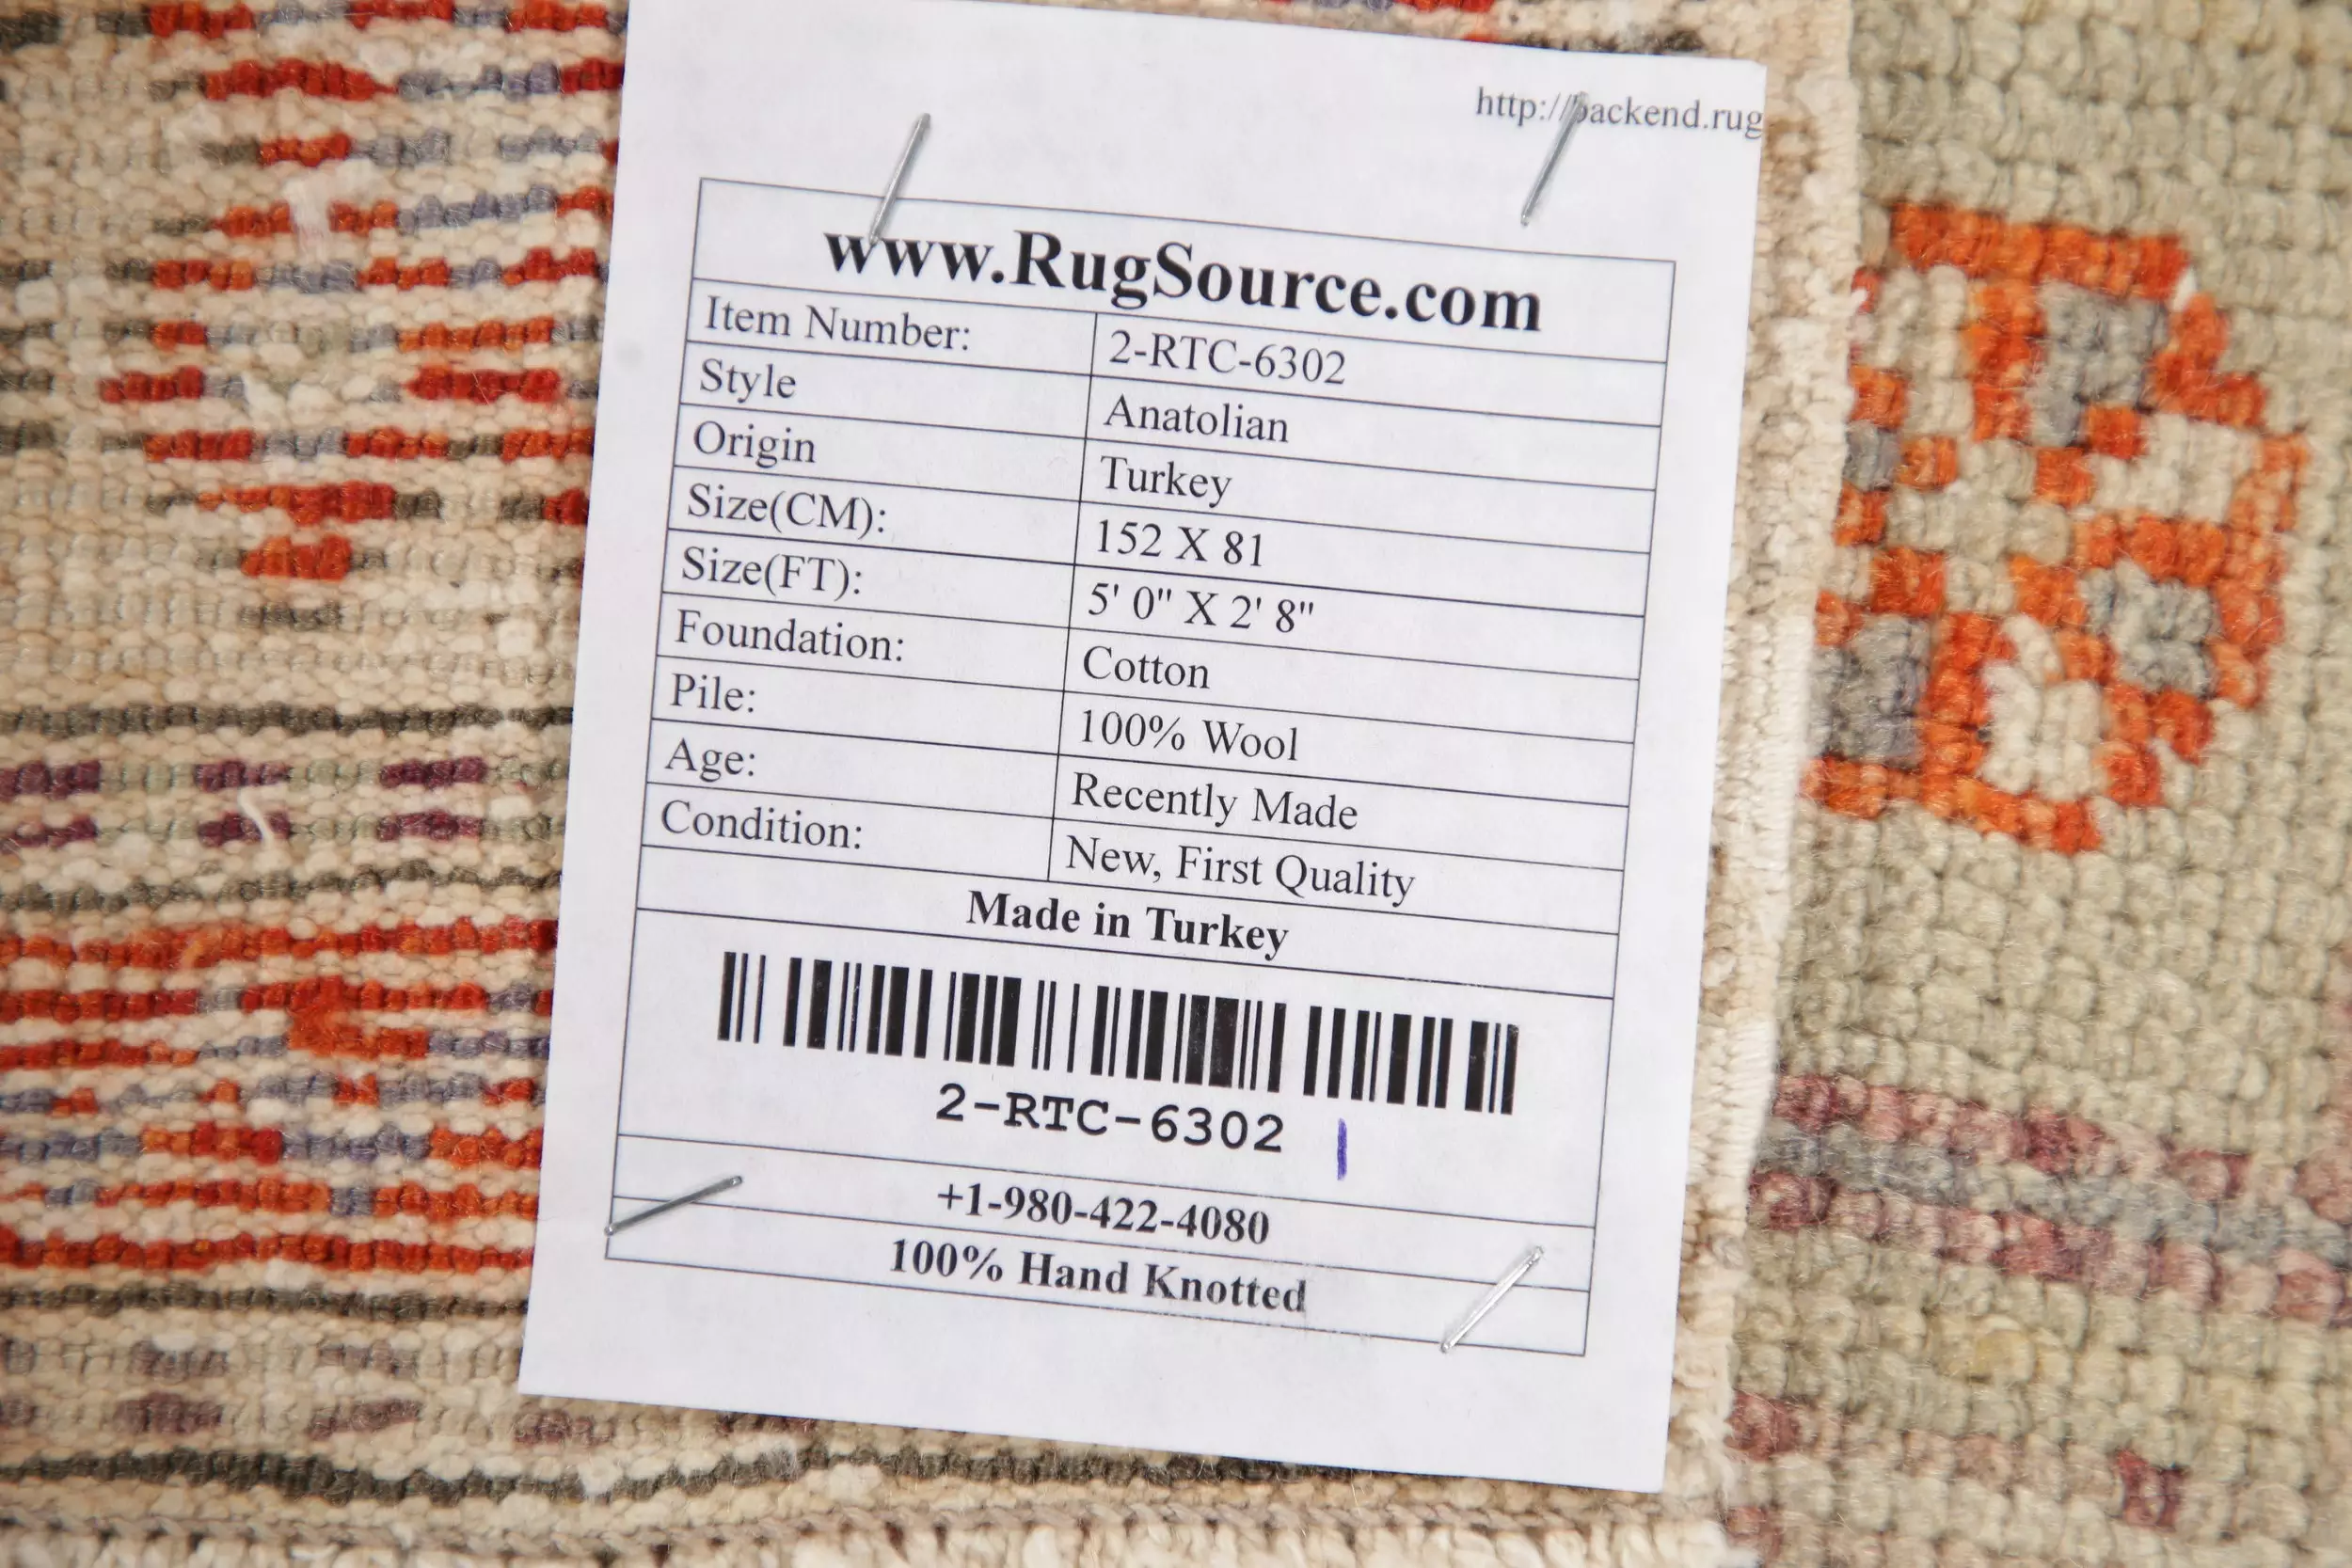 http://backend.rug
www.RugSource.com
Item Number: 2-RTC-6302
Style Anatolian
Origin Turkey
Size(CM): 152 X 81
Size(FT): 5' 0" X 2' 8"
Foundation: Cotton
Pile: 100% Wool
Age: Recently Made
Condition: New, First Quality
Made in Turkey
2-RTC-6302
+1-980-422-4080
100% Hand Knotted